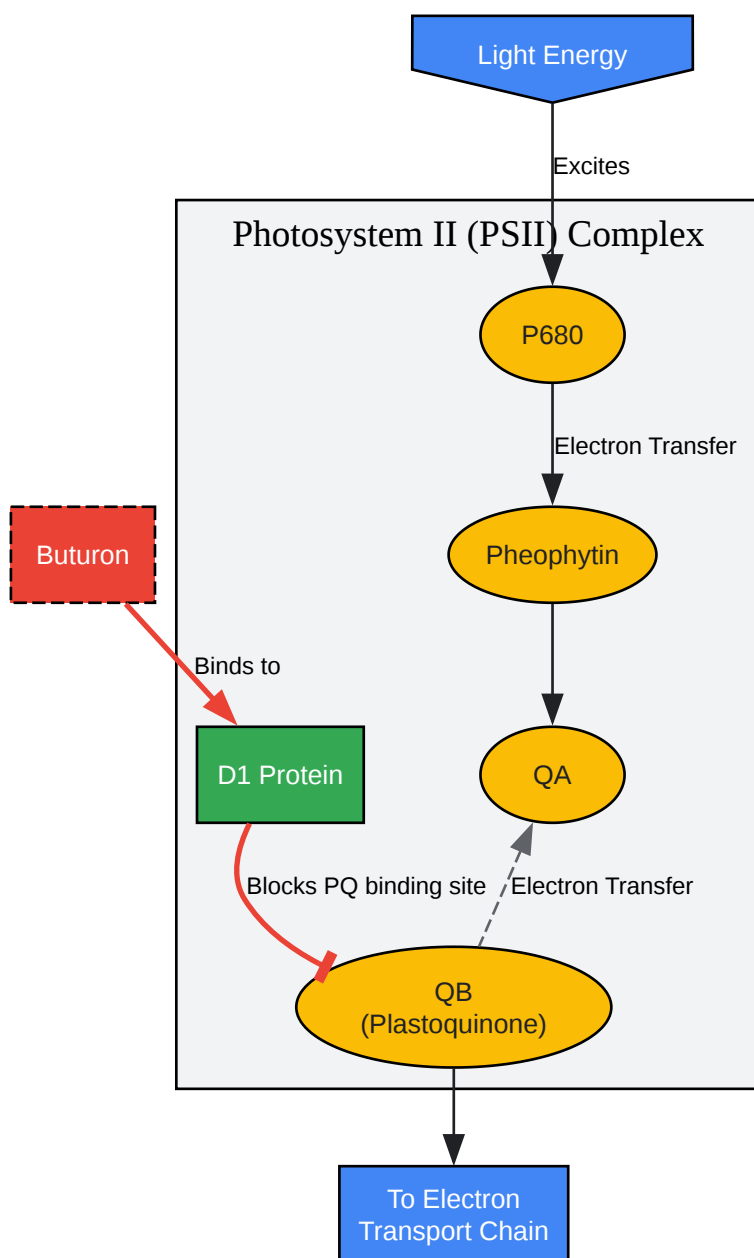 Light Energy
Excites
Photosystem II (PSII) Complex
P680
Electron Transfer
Buturon
Pheophytin
Binds to
D1 Protein
QA
Blocks PQ binding site
Electron Transfer
QB
(Plastoquinone)
To Electron
Transport Chain